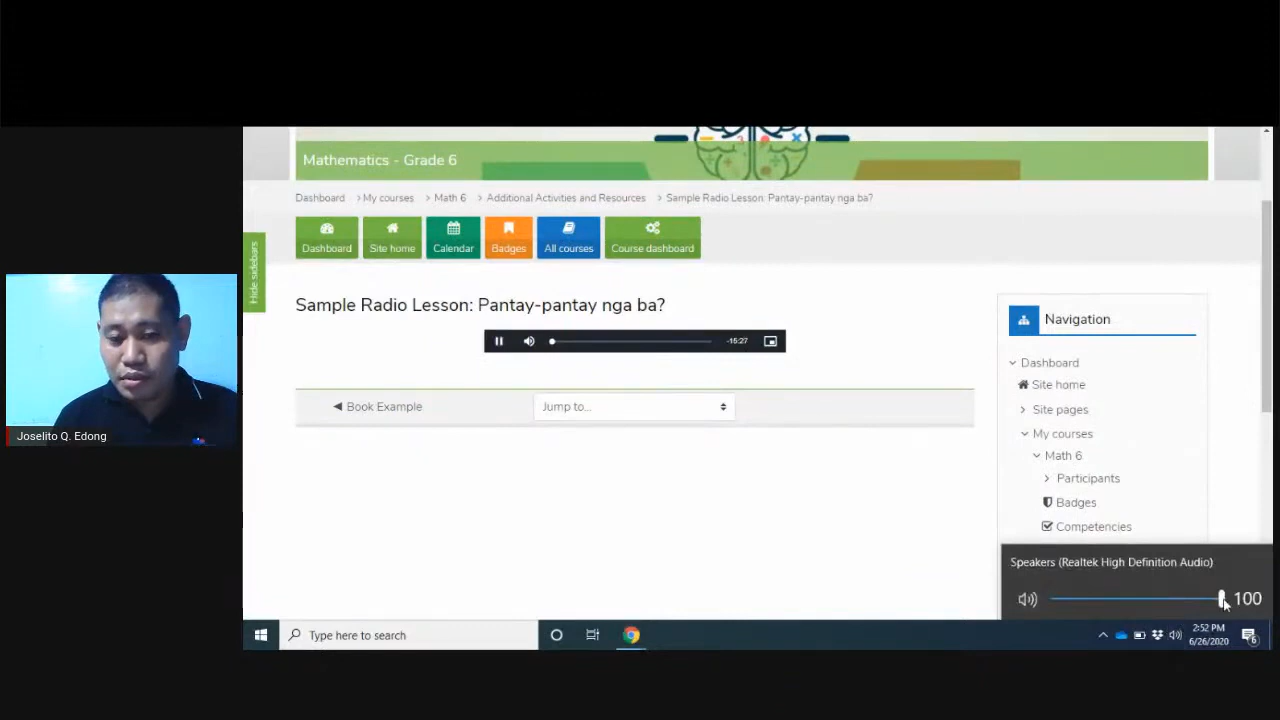 Mathematics - Grade 6
Dashboard > My courses > Math 6 > Additional Activities and Resources > Sample Radio Lesson: Pantay-pantay nga ba?
Dashboard Site home Calendar Badges All courses Course dashboard
Hide sidebars
Sample Radio Lesson: Pantay-pantay nga ba?
-15:27
◀ Book Example Jump to...
Navigation
Dashboard
Site home
Site pages
My courses
Math 6
Participants
Badges
Competencies
Joselito Q. Edong
Speakers (Realtek High Definition Audio)
100
Type here to search
2:52 PM
6/26/2020
6